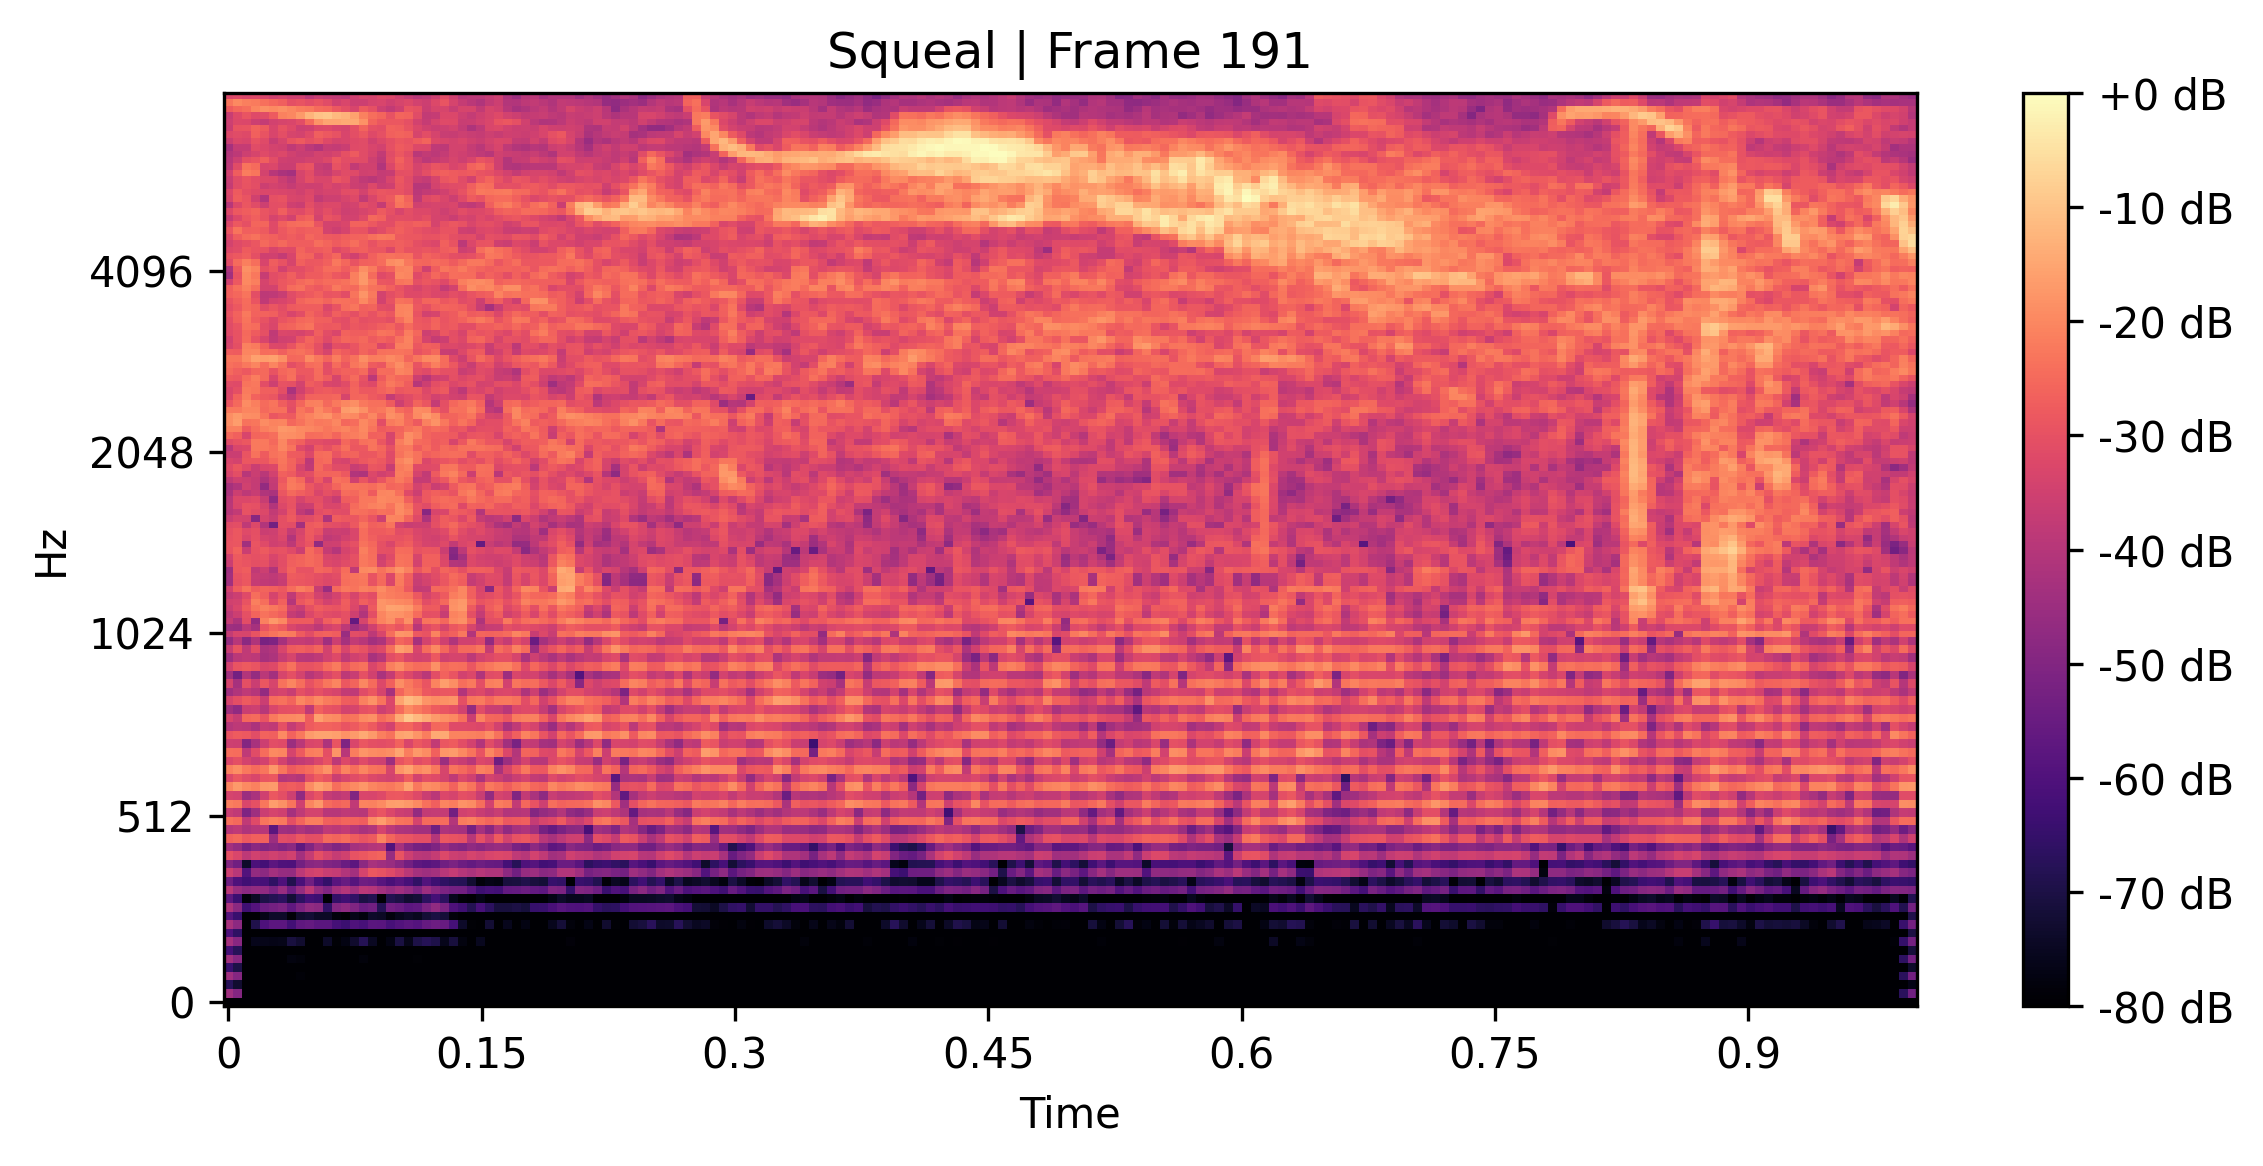 Squeal | Frame 191
+0 dB
-10 dB
-20 dB
-30 dB
-40 dB
-50 dB
-60 dB
-70 dB
-80 dB
Hz
4096
2048
1024
512
0
0 0.15 0.3 0.45 0.6 0.75 0.9
Time